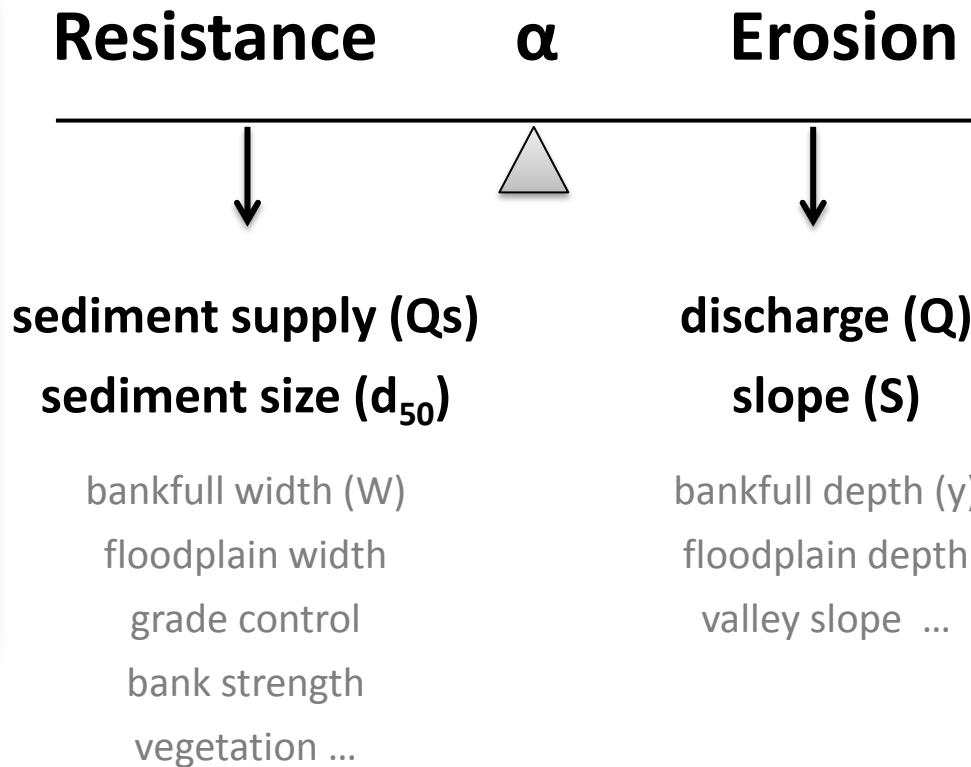 Resistance α Erosion
sediment supply (Qs)
sediment size (d₅₀)
bankfull width (W)
floodplain width
grade control
bank strength
vegetation ...
discharge (Q)
slope (S)
bankfull depth (y)
floodplain depth
valley slope ...